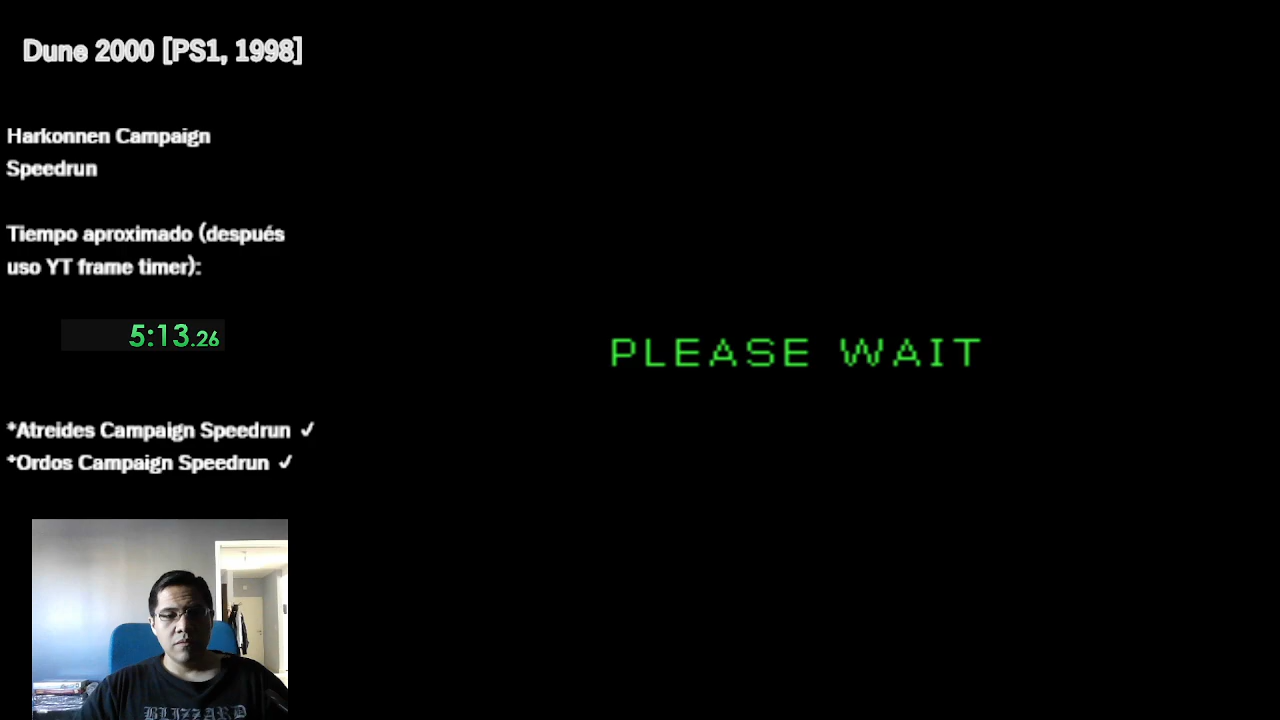 Dune 2000 [PS1, 1998]
Harkonnen Campaign
Speedrun
Tiempo aproximado (después
uso YT frame timer):
5:13.26
PLEASE WAIT
*Atreides Campaign Speedrun ✓
*Ordos Campaign Speedrun ✓
BLIZZARD